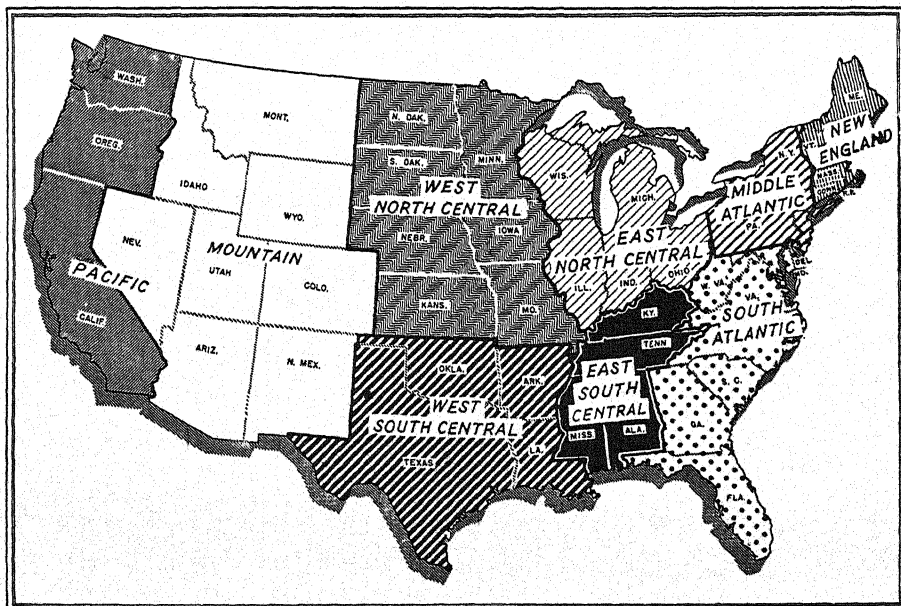 WASH.
OREG.
CALIF.
PACIFIC
MONT.
IDAHO
WYO.
NEV.
MOUNTAIN
UTAH
COLO.
ARIZ.
N. MEX.
N. DAK.
MINN.
S. DAK.
WEST
NORTH CENTRAL
NEBR.
IOWA
KANS.
MO.
OKLA.
ARK.
WEST
SOUTH CENTRAL
TEXAS
LA.
WIS.
MICH.
EAST
NORTH CENTRAL
ILL.
IND.
OHIO
KY.
TENN
EAST
SOUTH
CENTRAL
MISS
ALA.
N.Y.
MIDDLE
ATLANTIC
PA.
ME.
NEW
ENGLAND
VT.
MASS.
DEL
MD.
W. VA.
VA.
SOUTH
ATLANTIC
S. C.
GA.
FLA.